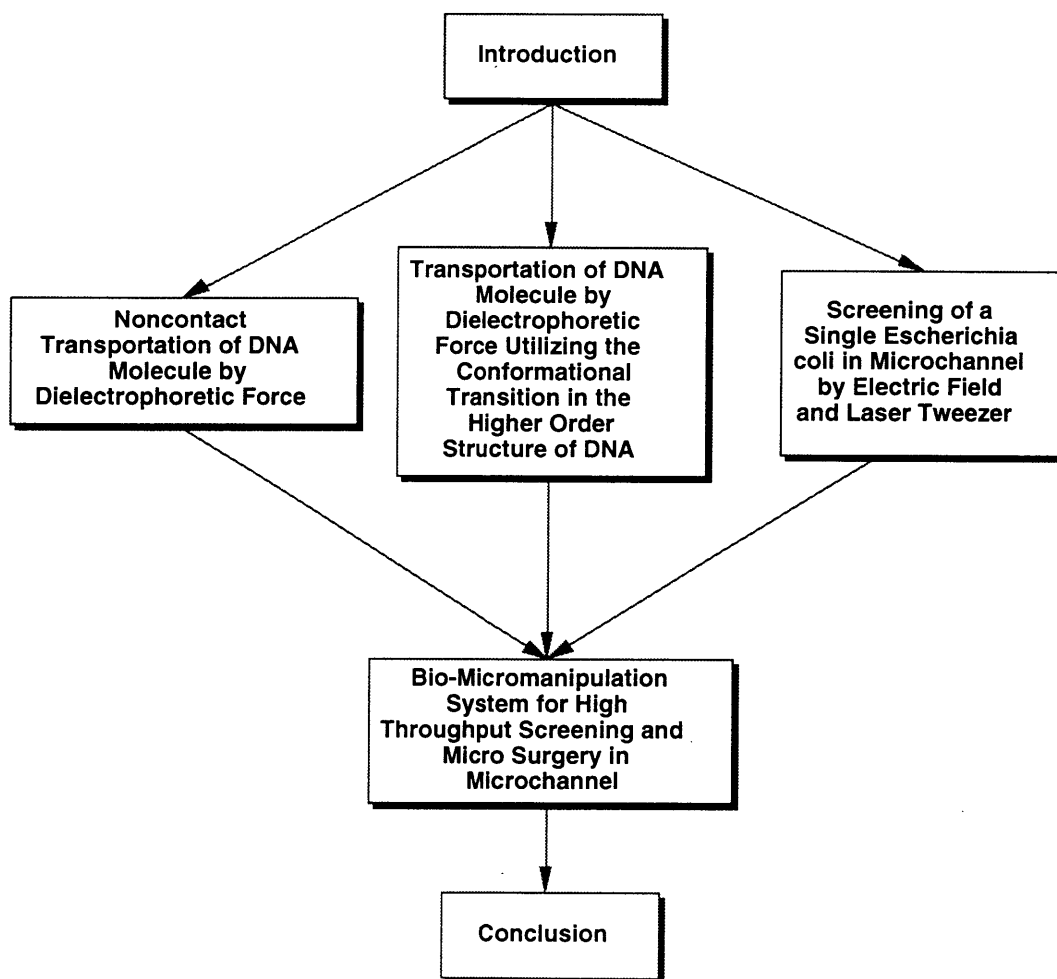 Introduction
Noncontact
Transportation of DNA
Molecule by
Dielectrophoretic Force
Transportation of DNA
Molecule by
Dielectrophoretic
Force Utilizing the
Conformational
Transition in the
Higher Order
Structure of DNA
Screening of a
Single Escherichia
coli in Microchannel
by Electric Field
and Laser Tweezer
Bio-Micromanipulation
System for High
Throughput Screening and
Micro Surgery in
Microchannel
Conclusion